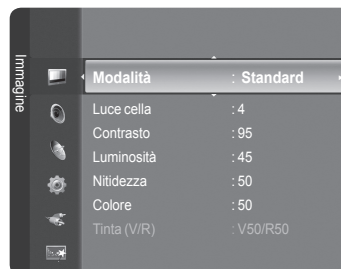 Immagine
Modalità : Standard
Luce cella : 4
Contrasto : 95
Luminosità : 45
Nitidezza : 50
Colore : 50
Tinta (V/R) : V50/R50